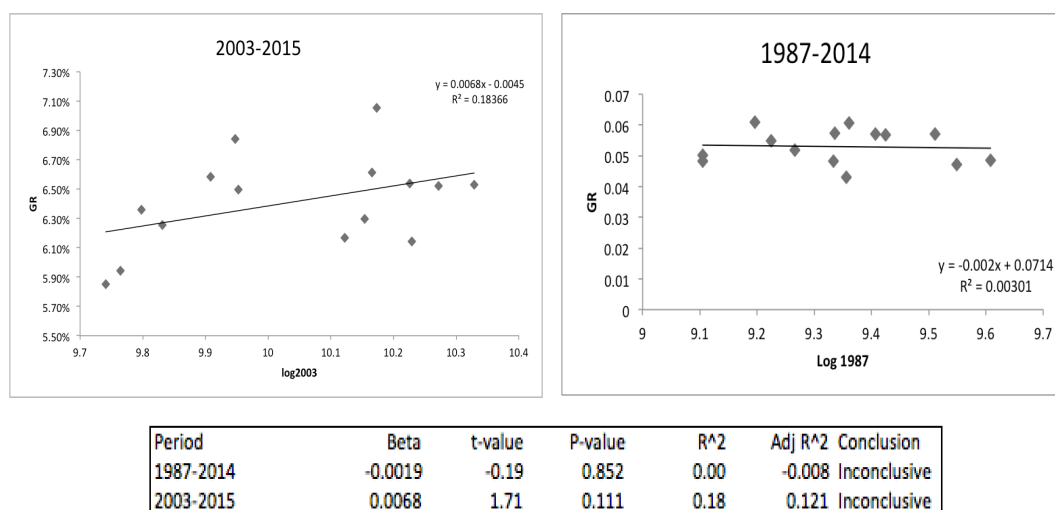 2003-2015
7.30%
7.10%
6.90%
6.70%
6.50%
6.30%
6.10%
5.90%
5.70%
5.50%
GR
y = 0.0068x - 0.0045
R² = 0.18366
9.7 9.8 9.9 10 10.1 10.2 10.3 10.4
log2003
1987-2014
0.07
0.06
0.05
0.04
0.03
0.02
0.01
0
GR
y = -0.002x + 0.0714
R² = 0.00301
9 9.1 9.2 9.3 9.4 9.5 9.6 9.7
Log 1987
Period Beta t-value P-value R^2 Adj R^2 Conclusion
1987-2014 -0.0019 -0.19 0.852 0.00 -0.008 Inconclusive
2003-2015 0.0068 1.71 0.111 0.18 0.121 Inconclusive